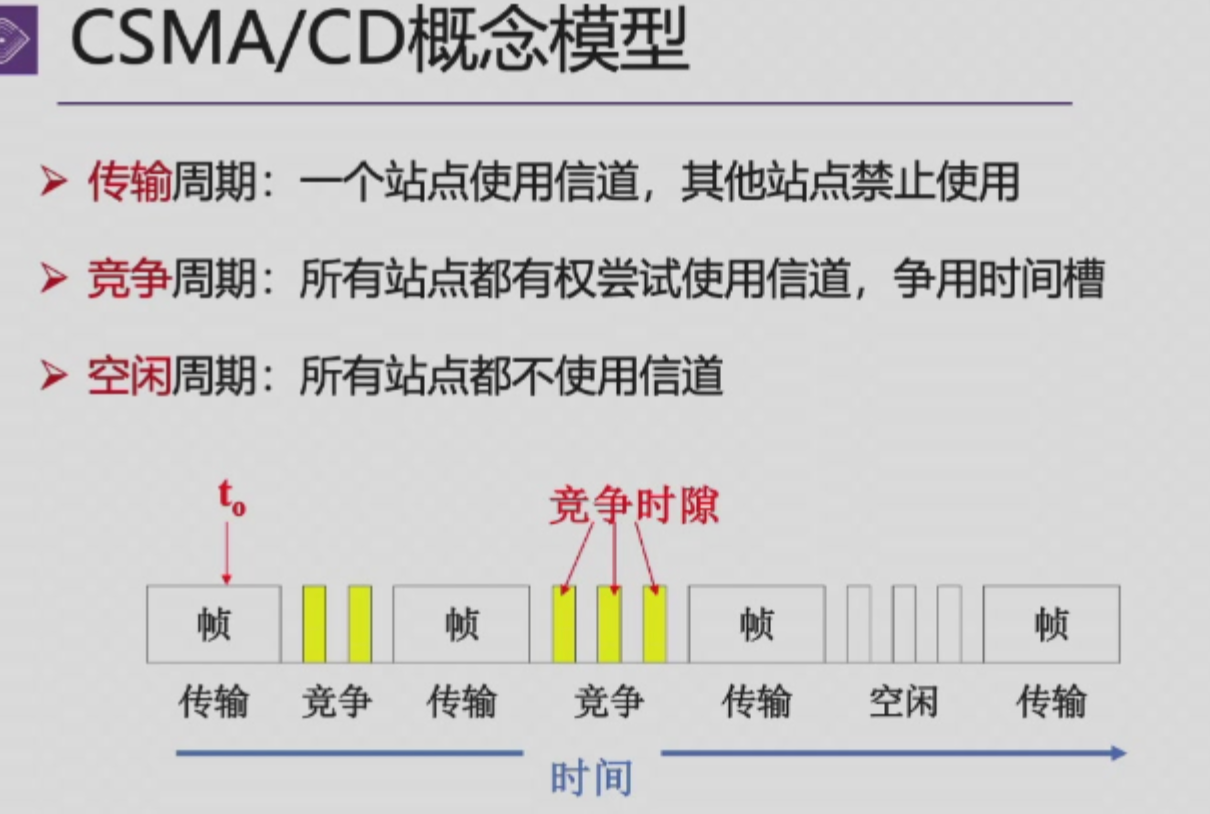 CSMA/CD概念模型
传输周期：一个站点使用信道，其他站点禁止使用
竞争周期：所有站点都有权尝试使用信道，争用时间槽
空闲周期：所有站点都不使用信道
t₀ 竞争时隙
帧 帧 帧 帧
传输 竞争 传输 竞争 传输 空闲 传输
时间